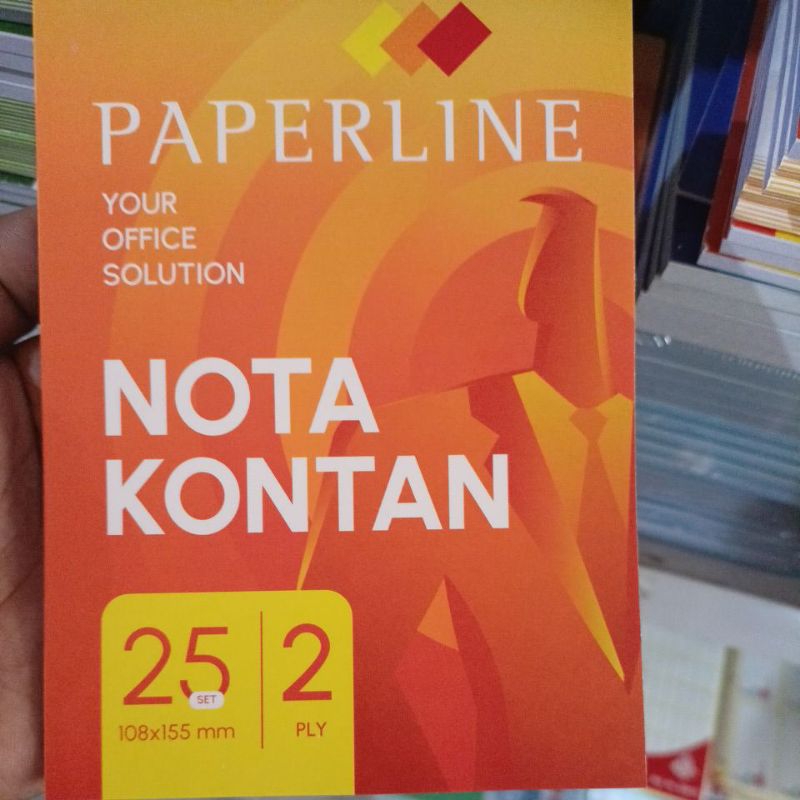 PAPERLINE
YOUR
OFFICE
SOLUTION
NOTA
KONTAN
25 SET
108x155 mm
2
PLY